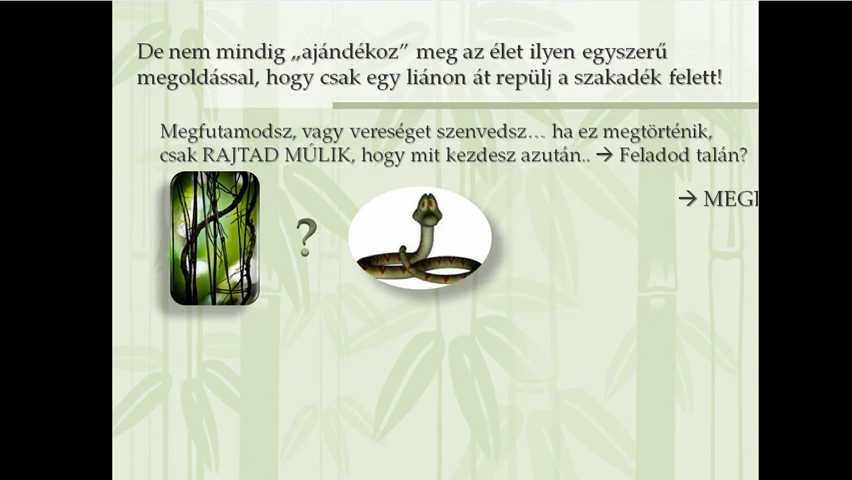 De nem mindig „ajándékoz” meg az élet ilyen egyszerű
megoldással, hogy csak egy liánon át repülj a szakadék felett!
Megfutamodsz, vagy vereséget szenvedsz… ha ez megtörténik,
csak RAJTAD MÚLIK, hogy mit kezdesz azután.. → Feladod talán?
→
?